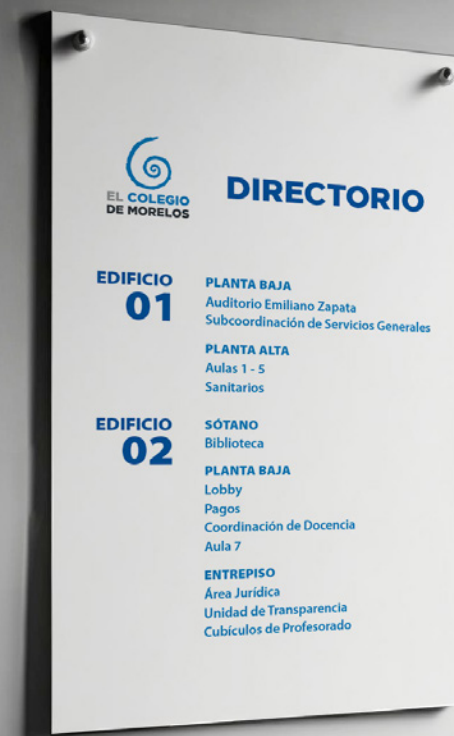 EL COLEGIO
DE MORELOS
DIRECTORIO
EDIFICIO
01
PLANTA BAJA
Auditorio Emiliano Zapata
Subcoordinación de Servicios Generales
PLANTA ALTA
Aulas 1 - 5
Sanitarios
EDIFICIO
02
SÓTANO
Biblioteca
PLANTA BAJA
Lobby
Pagos
Coordinación de Docencia
Aula 7
ENTREPISO
Área Jurídica
Unidad de Transparencia
Cubículos de Profesorado